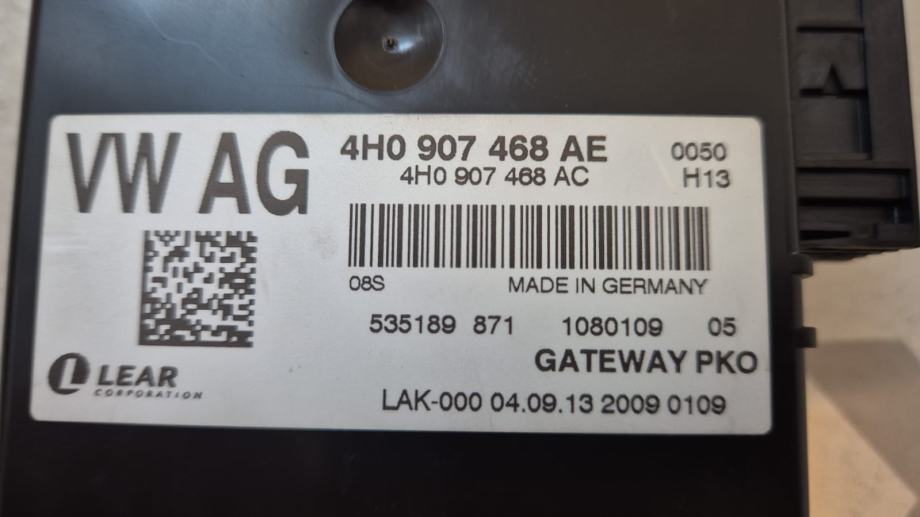 VW AG
4H0 907 468 AE
4H0 907 468 AC
0050
H13
08S
MADE IN GERMANY
535189 871 1080109 05
GATEWAY PKO
LEAR
CORPORATION
LAK-000 04.09.13 2009 0109